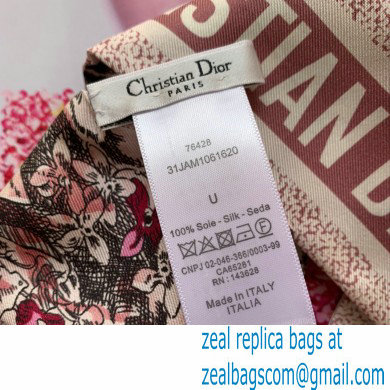 Christian Dior
PARIS
STIAN D
76428
31JAM1061620
U
100% Soie - Silk - Seda
CNPJ 02-046-366/0003-99
CA65281
RN : 143628
Made in ITALY
ITALIA
zeal replica bags at
zealbagscom@gmail.com